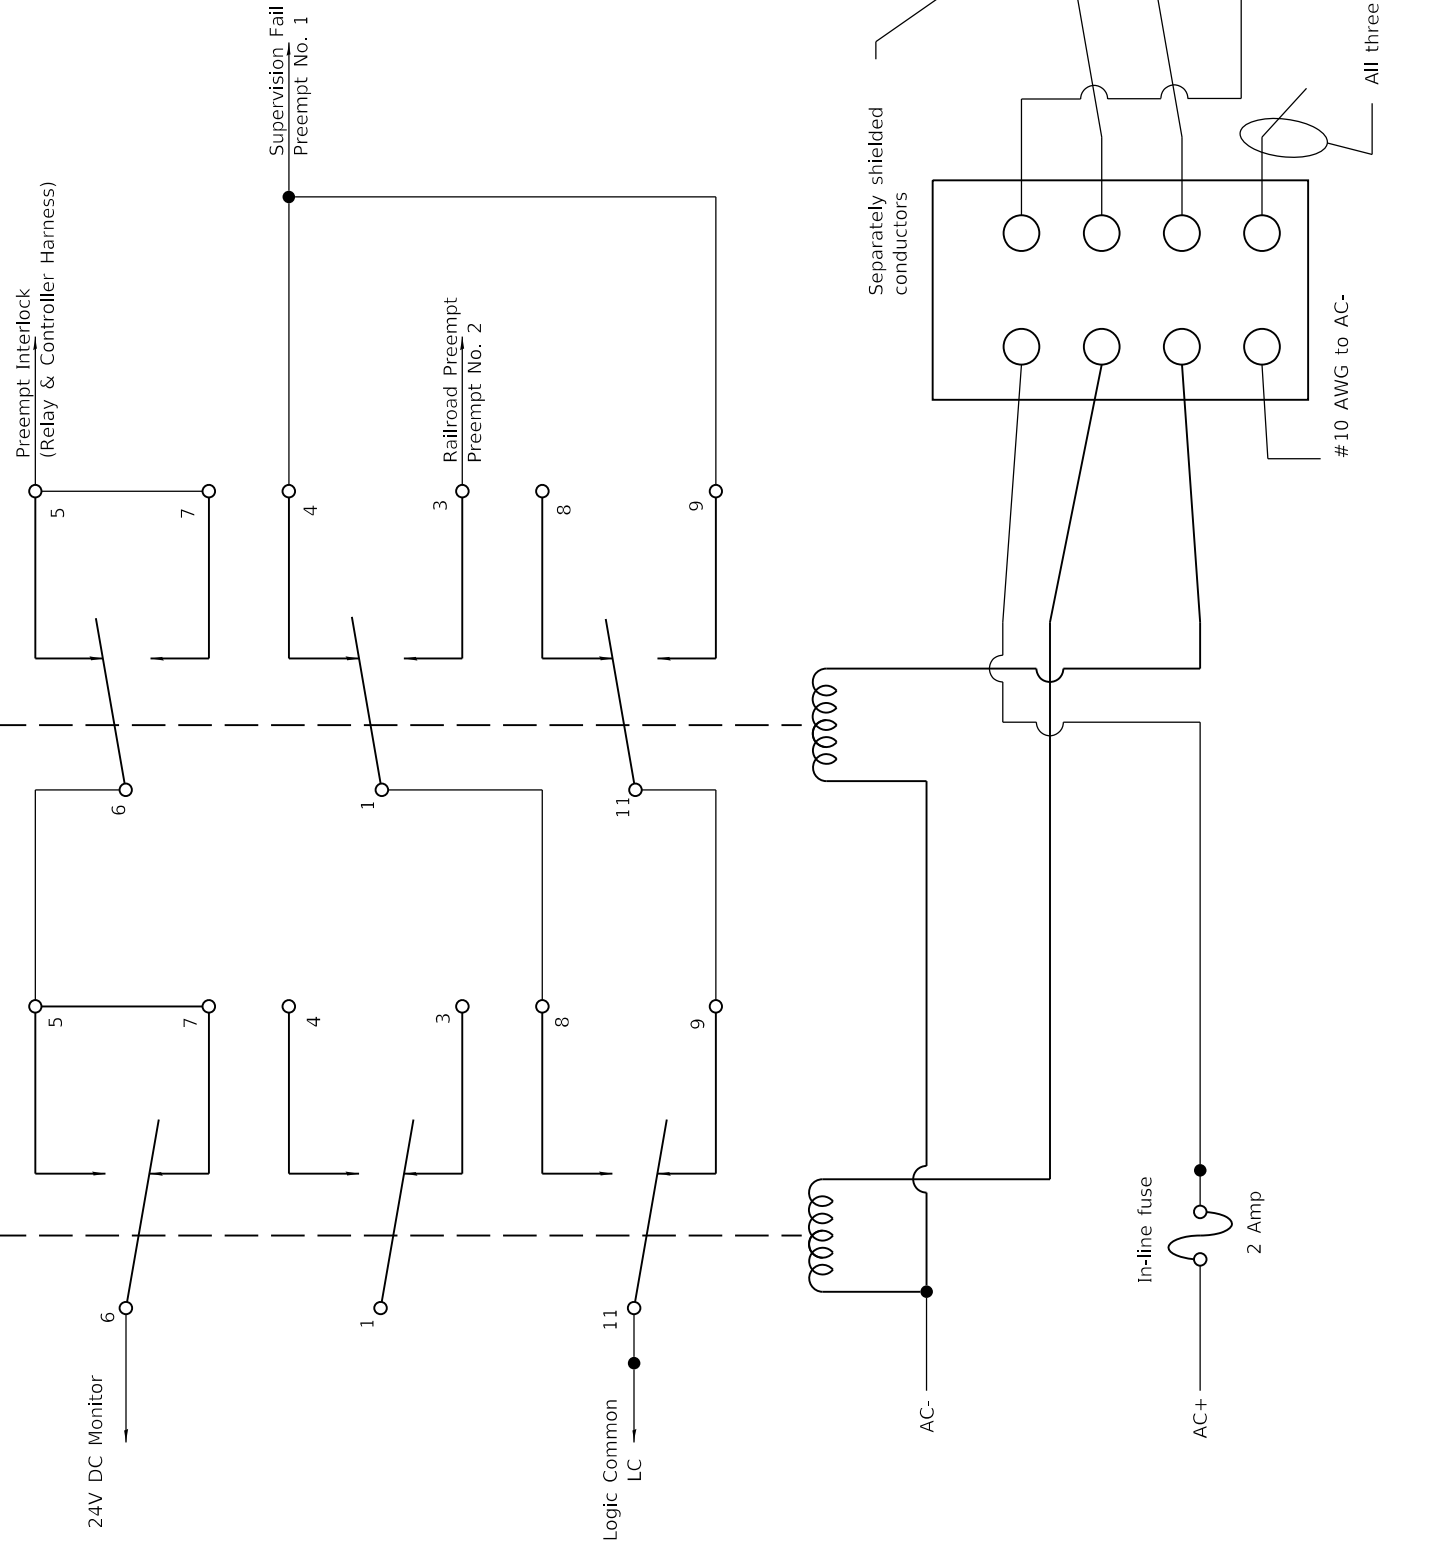 Supervision Fail
Preempt No. 1
All three
Separately shielded
conductors
Preempt Interlock
(Relay & Controller Harness)
Railroad Preempt
Preempt No. 2
#10 AWG to AC-
5
7
4
3
8
9
6
1
11
5
7
4
3
8
9
6
1
11
In-line fuse
2 Amp
24V DC Monitor
Logic Common
LC
AC-
AC+